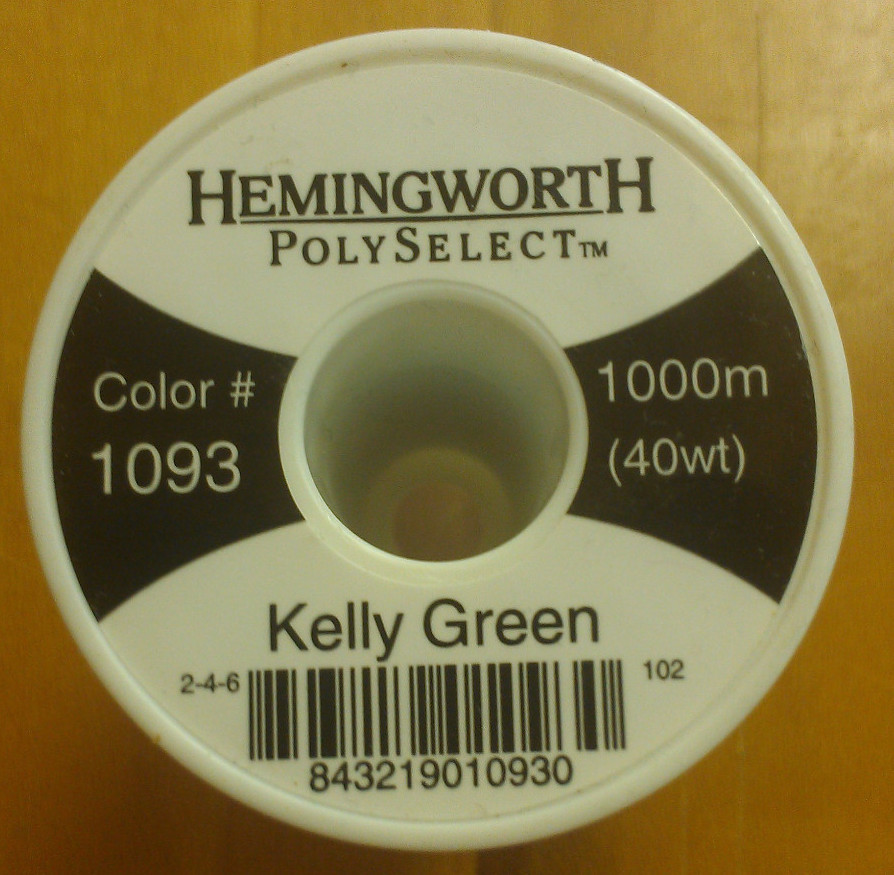 HEMINGWORTH
POLYSELECT™
Color #
1093
1000m
(40wt)
Kelly Green
2-4-6
102
843219010930